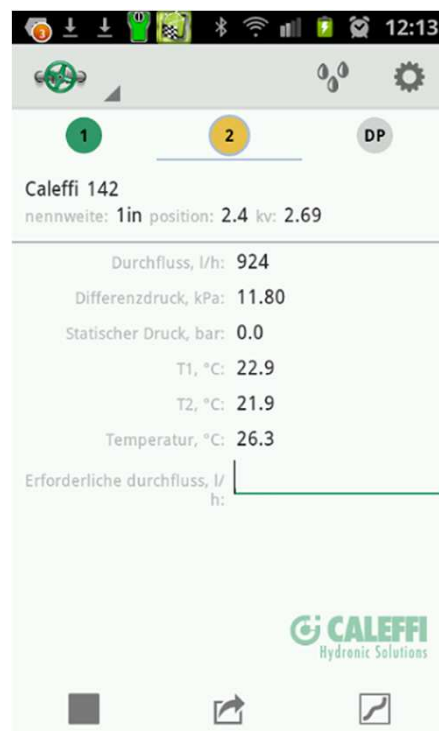 3
12:13
1
2
DP
Caleffi 142
nennweite: 1in position: 2.4 kv: 2.69
Durchfluss, l/h: 924
Differenzdruck, kPa: 11.80
Statischer Druck, bar: 0.0
T1, °C: 22.9
T2, °C: 21.9
Temperatur, °C: 26.3
Erforderliche durchfluss, l/
h:
CALEFFI
Hydronic Solutions